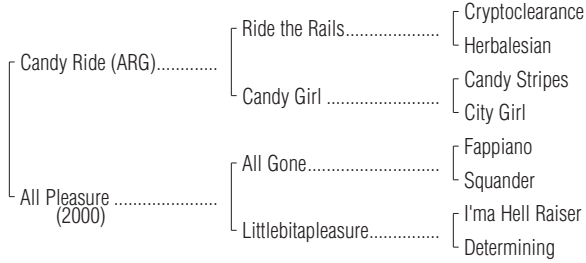 Cryptoclearance
Ride the Rails
Herbalesian
Candy Ride (ARG)
Candy Stripes
Candy Girl
City Girl
Fappiano
All Gone
Squander
All Pleasure
(2000)
I'ma Hell Raiser
Littlebitapleasure
Determining